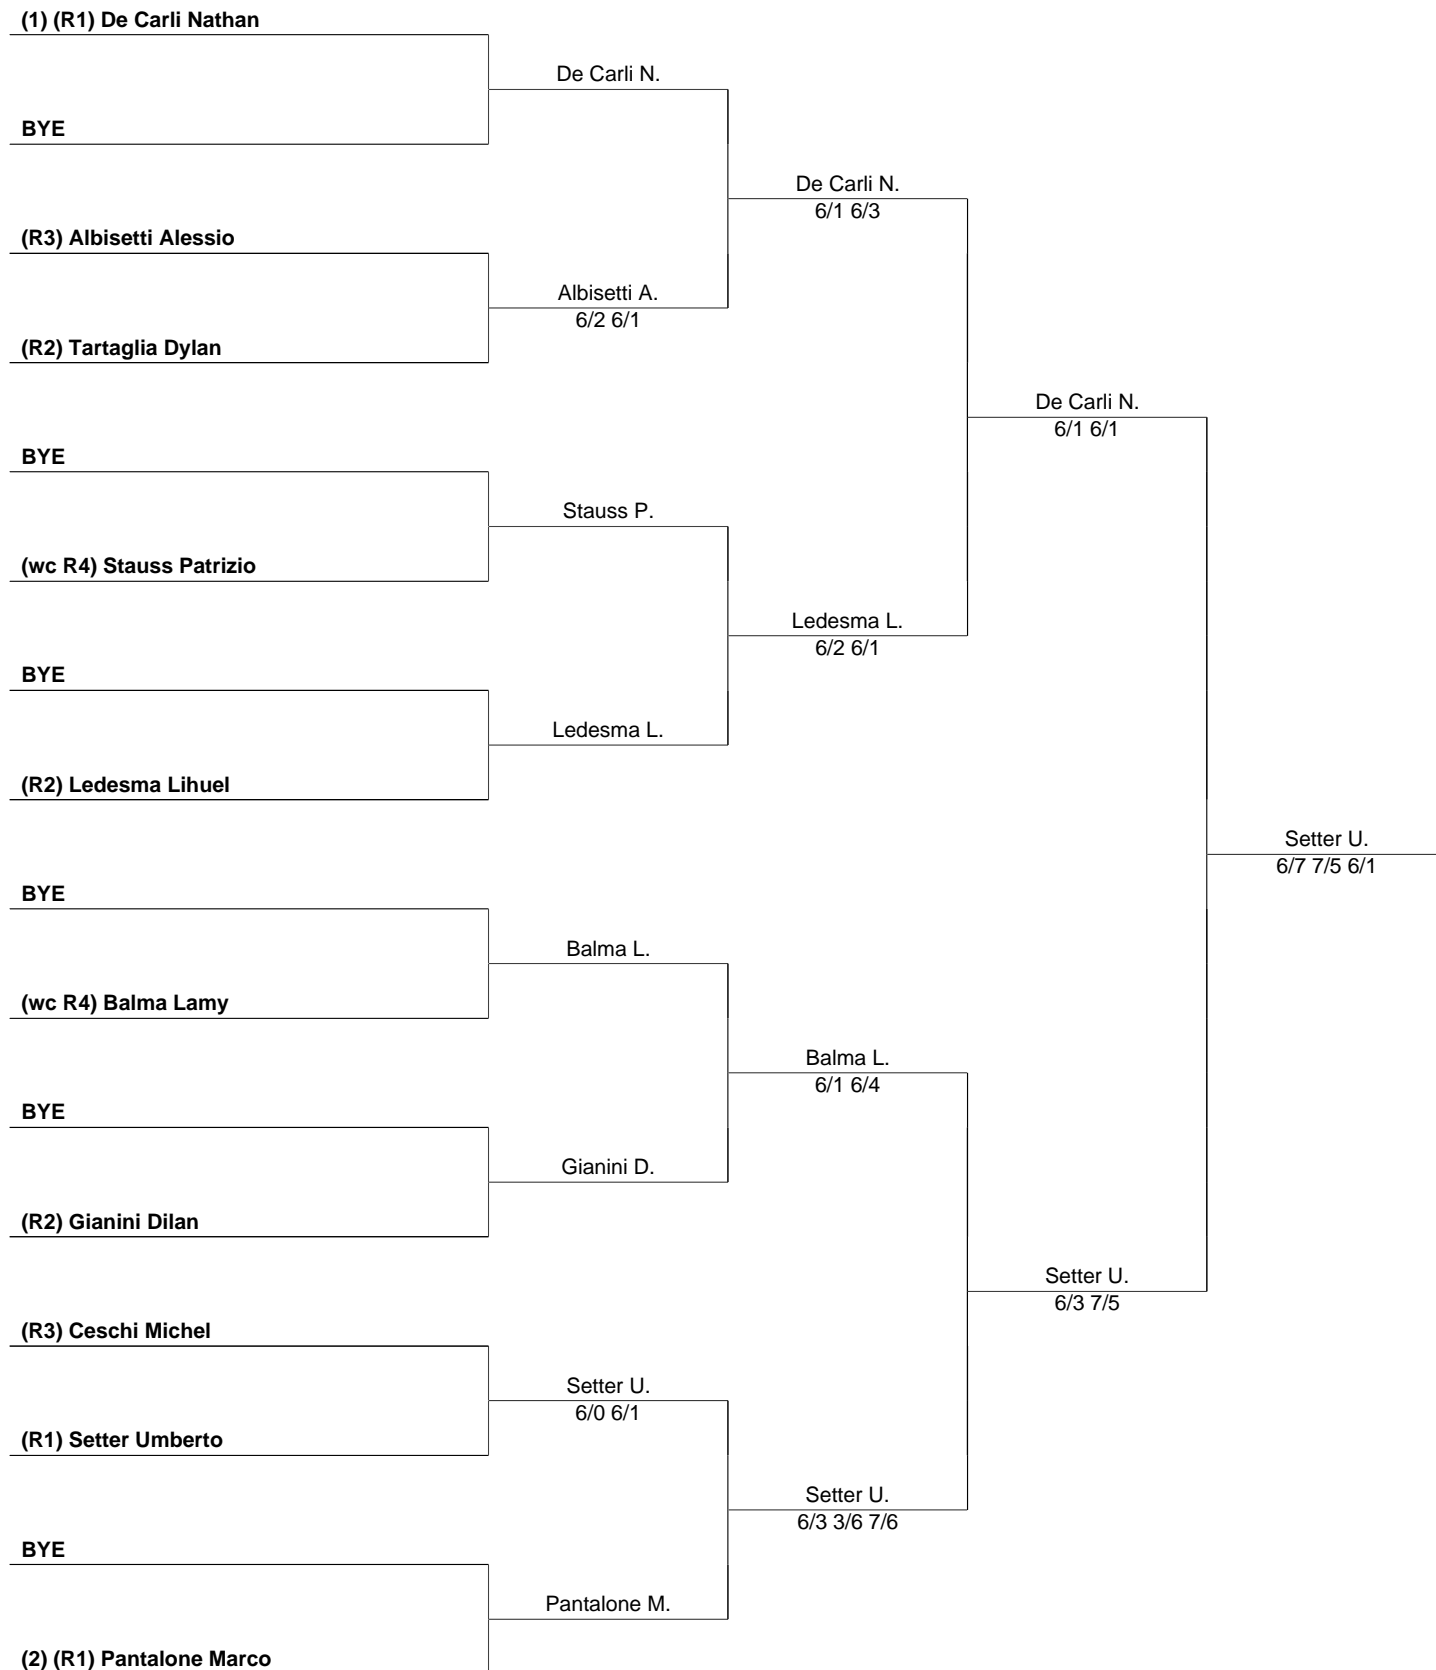 (1) (R1) De Carli Nathan
De Carli N.
BYE
De Carli N.
6/1 6/3
(R3) Albisetti Alessio
Albisetti A.
6/2 6/1
(R2) Tartaglia Dylan
De Carli N.
6/1 6/1
BYE
Stauss P.
(wc R4) Stauss Patrizio
Ledesma L.
6/2 6/1
BYE
Ledesma L.
(R2) Ledesma Lihuel
Setter U.
6/7 7/5 6/1
BYE
Balma L.
(wc R4) Balma Lamy
Balma L.
6/1 6/4
BYE
Gianini D.
(R2) Gianini Dilan
Setter U.
6/3 7/5
(R3) Ceschi Michel
Setter U.
6/0 6/1
(R1) Setter Umberto
Setter U.
6/3 3/6 7/6
BYE
Pantalone M.
(2) (R1) Pantalone Marco